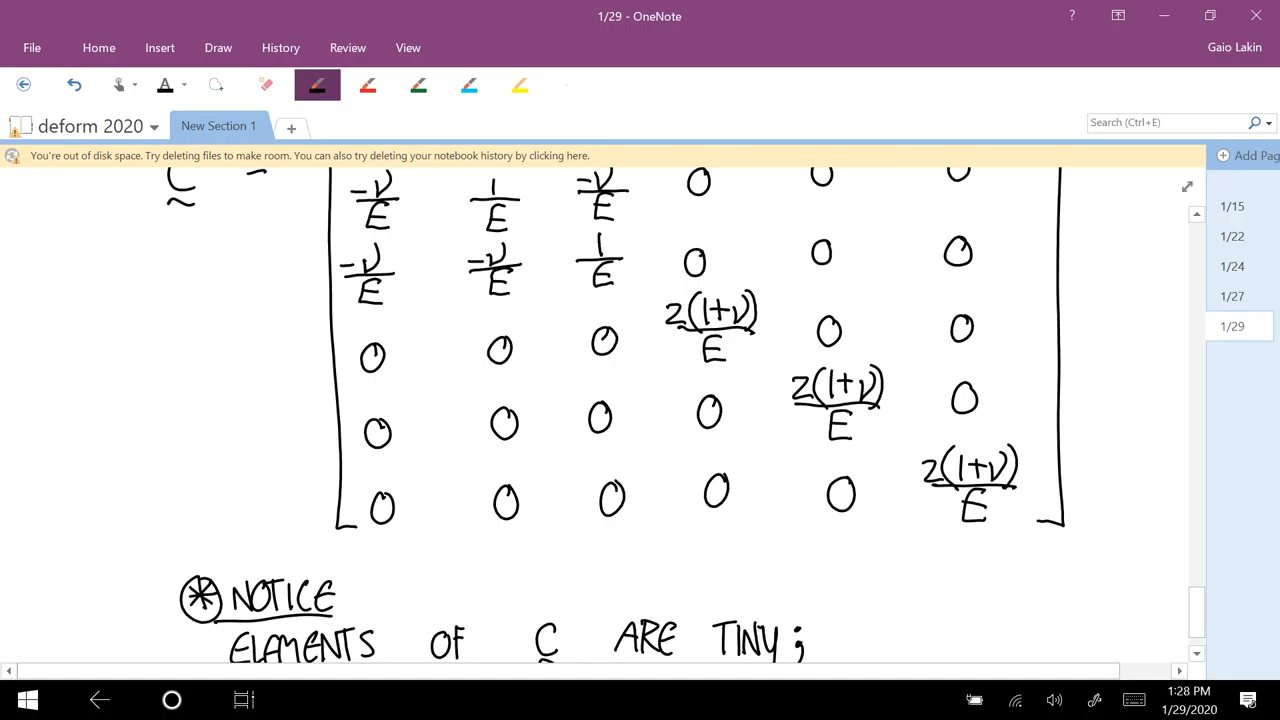 1/29 - OneNote
?
File Home Insert Draw History Review View Gaio Lakin
A
deform 2020 New Section 1 + Search (Ctrl+E)
You're out of disk space. Try deleting files to make room. You can also try deleting your notebook history by clicking here.
Add Page
1/15
1/22
1/24
1/27
1/29
C = -ν/E 1/E -ν/E 0 0 0
-ν/E -ν/E 1/E 0 0 0
0 0 0 2(1+ν)/E 0 0
0 0 0 0 2(1+ν)/E 0
0 0 0 0 0 2(1+ν)/E
* NOTICE
ELEMENTS OF C ARE TINY;
1:28 PM
1/29/2020